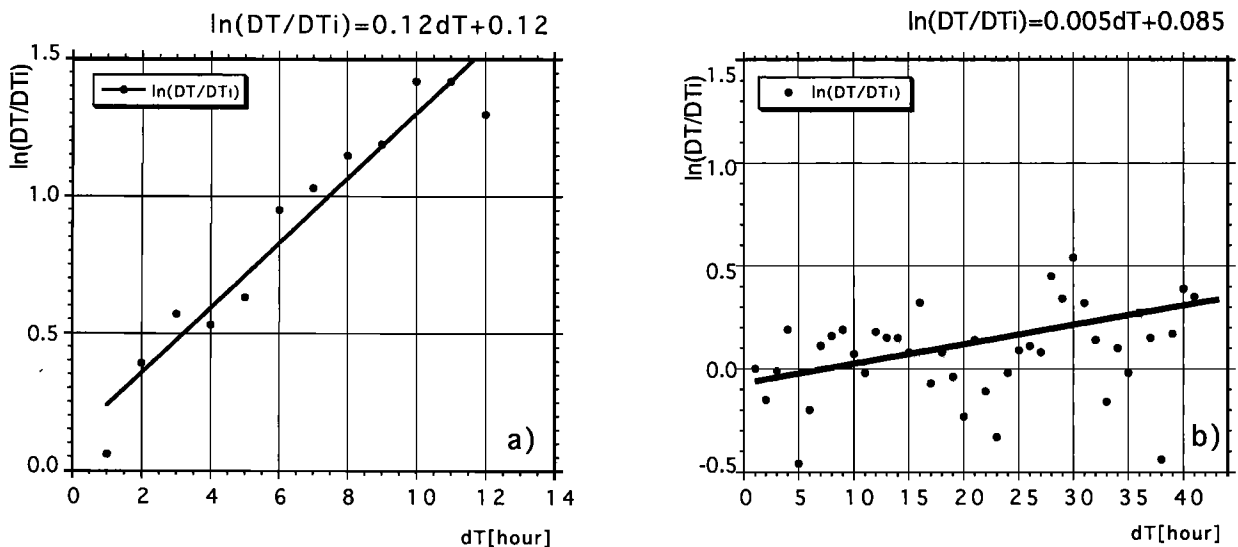 ln(DT/DTi)=0.12dT+0.12
1.5
1.0
0.5
0.0
ln(DT/DTi)
ln(DT/DTi)
a)
0 2 4 6 8 10 12 14
dT[hour]
ln(DT/DTi)=0.005dT+0.085
1.5
1.0
0.5
0.0
-0.5
ln(DT/DTi)
ln(DT/DTi)
b)
0 5 10 15 20 25 30 35 40
dT[hour]